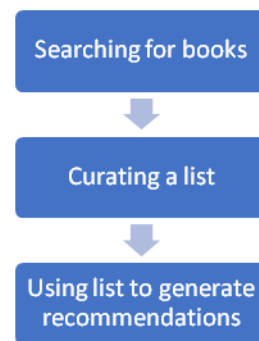 Searching for books
Curating a list
Using list to generate
recommendations